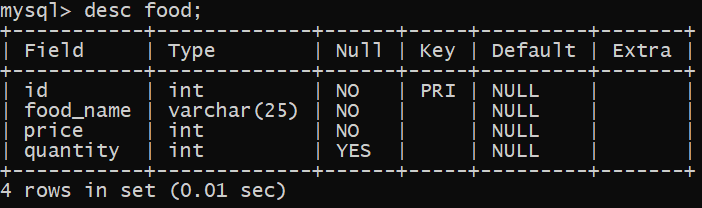 mysql> desc food;
+-----------+-------------+------+-----+---------+-------+
| Field     | Type        | Null | Key | Default | Extra |
+-----------+-------------+------+-----+---------+-------+
| id        | int         | NO   | PRI | NULL    |       |
| food_name | varchar(25) | NO   |     | NULL    |       |
| price     | int         | NO   |     | NULL    |       |
| quantity  | int         | YES  |     | NULL    |       |
+-----------+-------------+------+-----+---------+-------+
4 rows in set (0.01 sec)